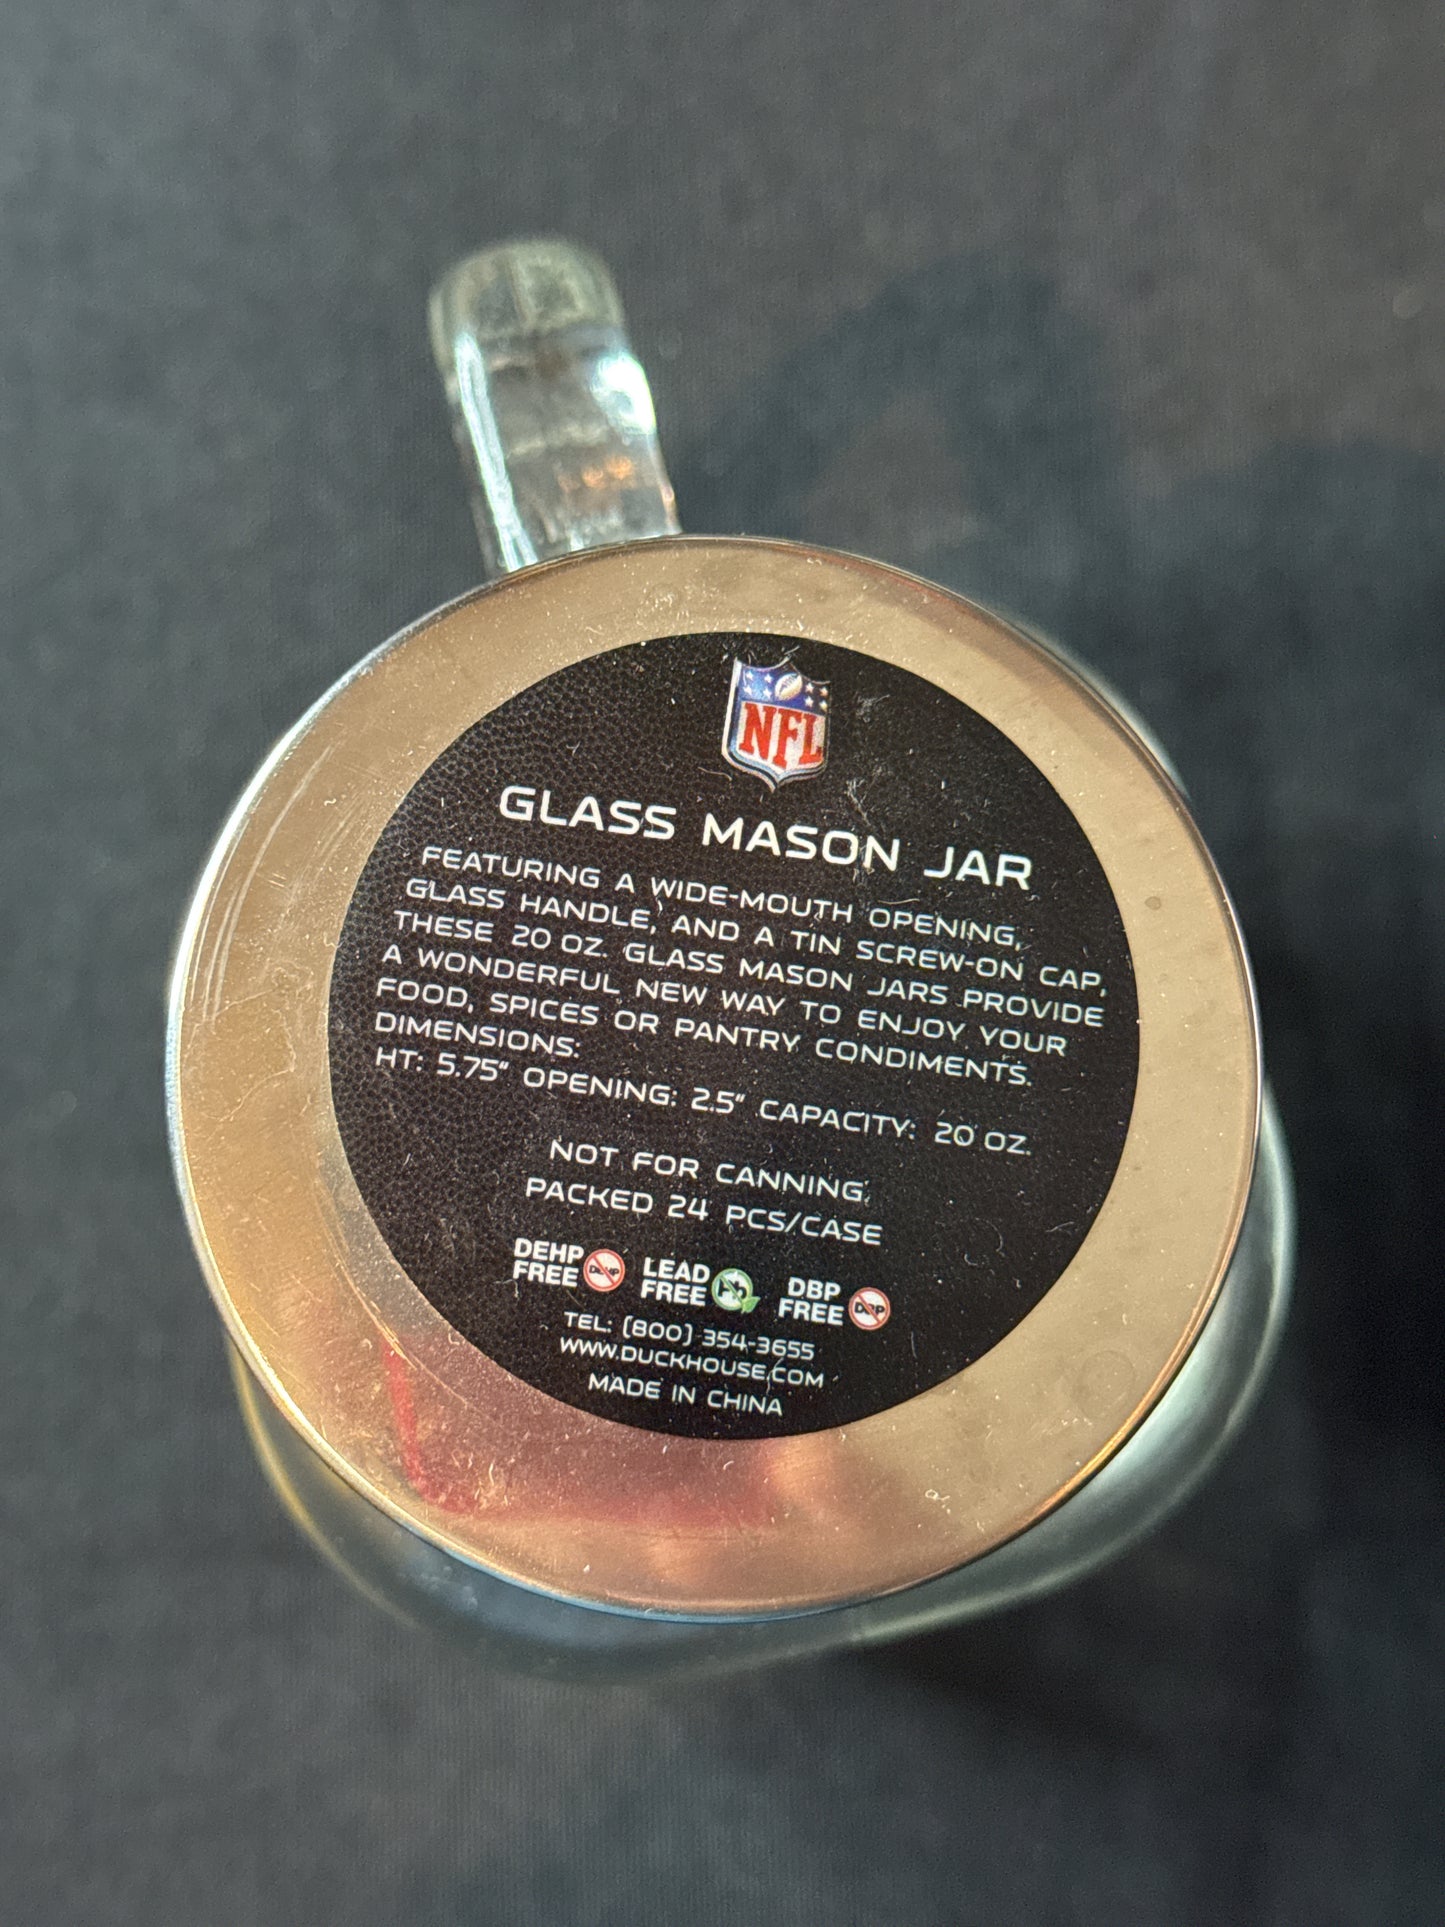 NFL
GLASS MASON JAR
FEATURING A WIDE-MOUTH OPENING,
GLASS HANDLE, AND A TIN SCREW-ON CAP,
THESE 20 OZ. GLASS MASON JARS PROVIDE
A WONDERFUL NEW WAY TO ENJOY YOUR
FOOD, SPICES OR PANTRY CONDIMENTS.
DIMENSIONS:
HT: 5.75" OPENING: 2.5" CAPACITY: 20 OZ.
NOT FOR CANNING.
PACKED 24 PCS/CASE
DEHP FREE DEHP
LEAD FREE
DBP FREE DBP
TEL: (800) 354-3655
WWW.DUCKHOUSE.COM
MADE IN CHINA